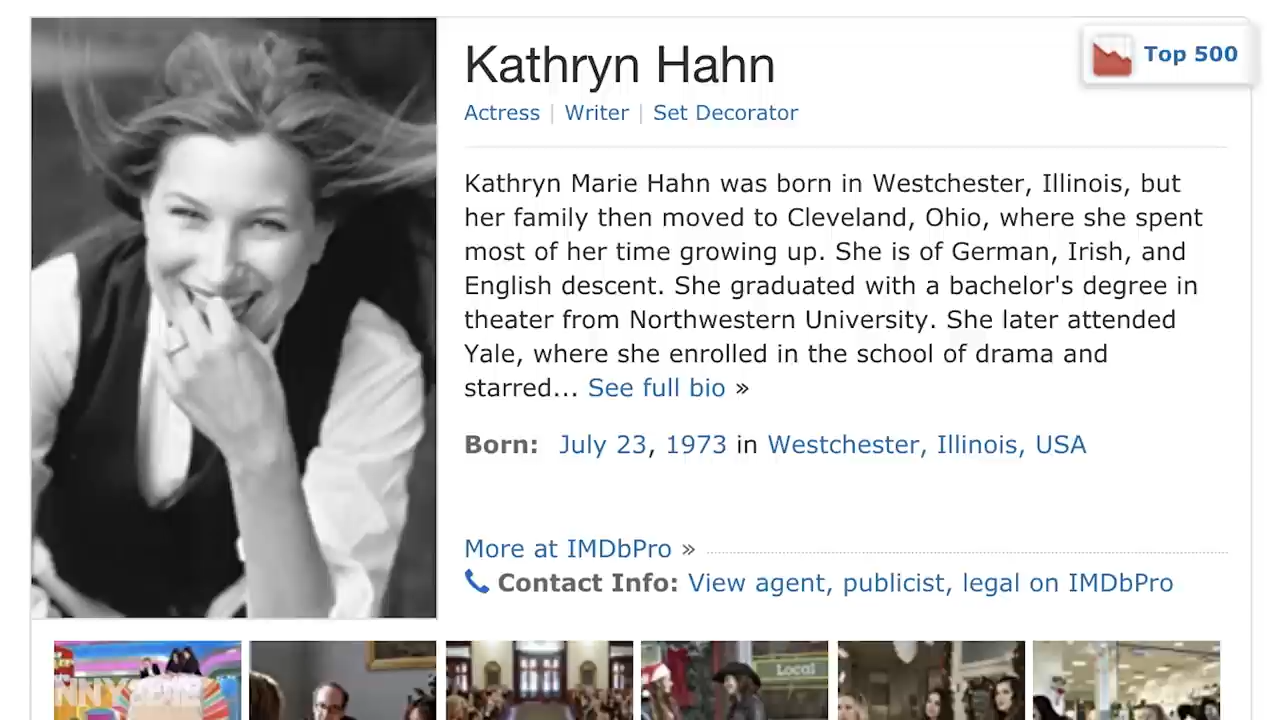 Kathryn Hahn
Top 500
Actress | Writer | Set Decorator
Kathryn Marie Hahn was born in Westchester, Illinois, but
her family then moved to Cleveland, Ohio, where she spent
most of her time growing up. She is of German, Irish, and
English descent. She graduated with a bachelor's degree in
theater from Northwestern University. She later attended
Yale, where she enrolled in the school of drama and
starred... See full bio »
Born: July 23, 1973 in Westchester, Illinois, USA
More at IMDbPro »
Contact Info: View agent, publicist, legal on IMDbPro
Local